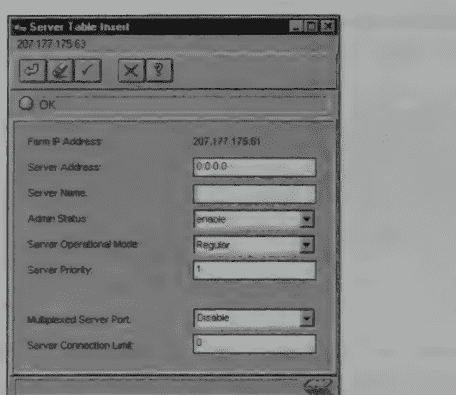 Server Table Insert
207.177.175.63
OK
Farm IP Address: 207.177.175.61
Server Address: 0.0.0.0
Server Name:
Admin Status: enable
Server Operational Mode: Regular
Server Priority: 1
Multiplexed Server Port: Disable
Server Connection Limit: 0